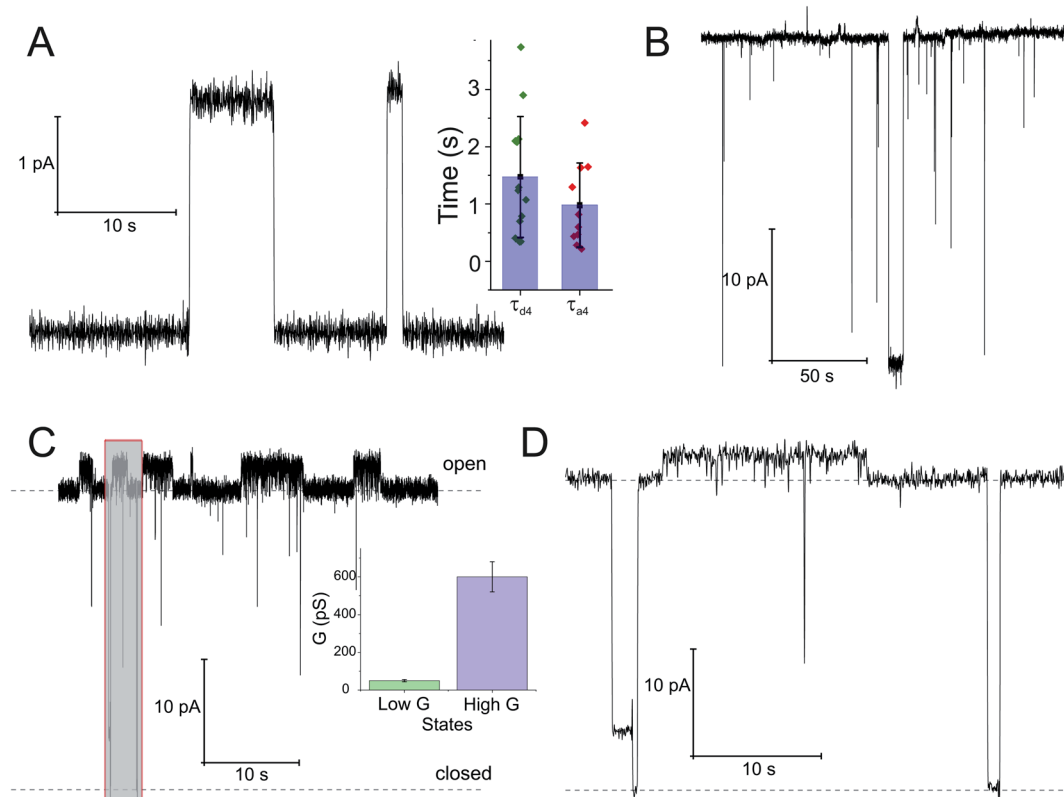 A
1 pA
10 s
Time (s)
3
2
1
0
τd4
τa4
B
10 pA
50 s
C
open
10 pA
10 s
closed
G (pS)
600
400
200
0
Low G
High G
States
D
10 pA
10 s